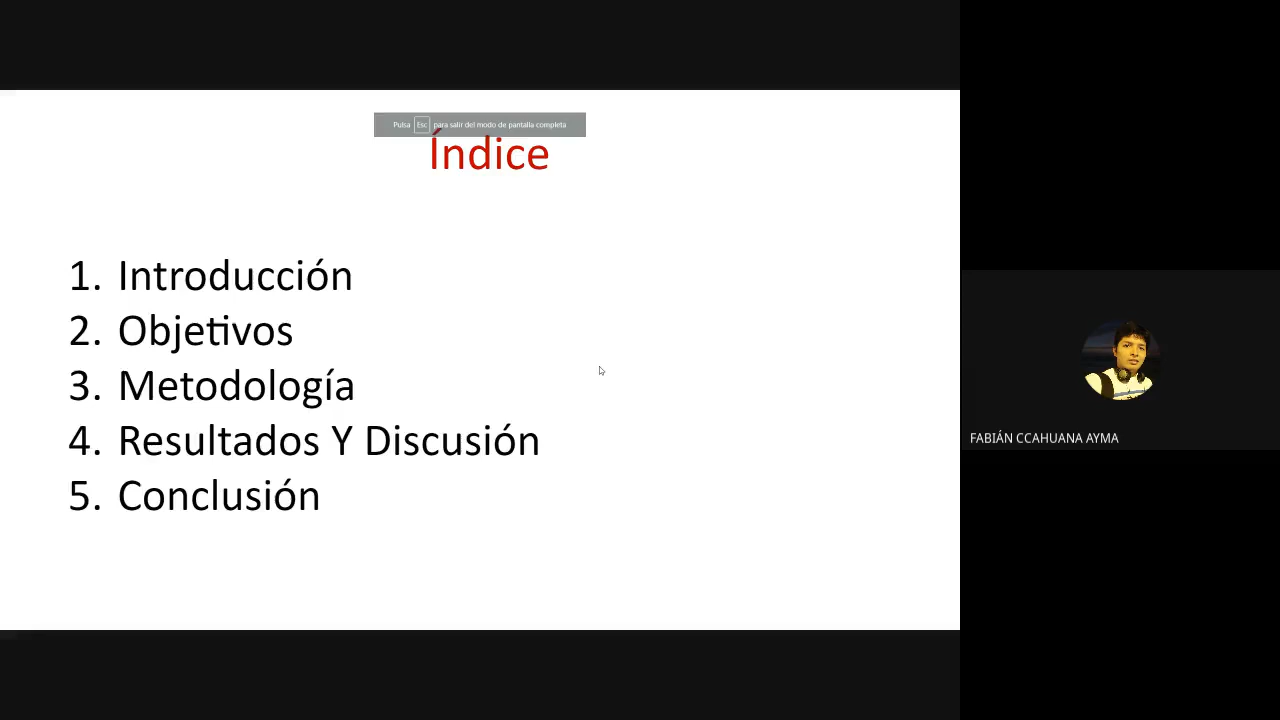 Pulsa Esc para salir del modo de pantalla completa
Índice
1. Introducción
2. Objetivos
3. Metodología
4. Resultados Y Discusión
5. Conclusión
FABIÁN CCAHUANA AYMA